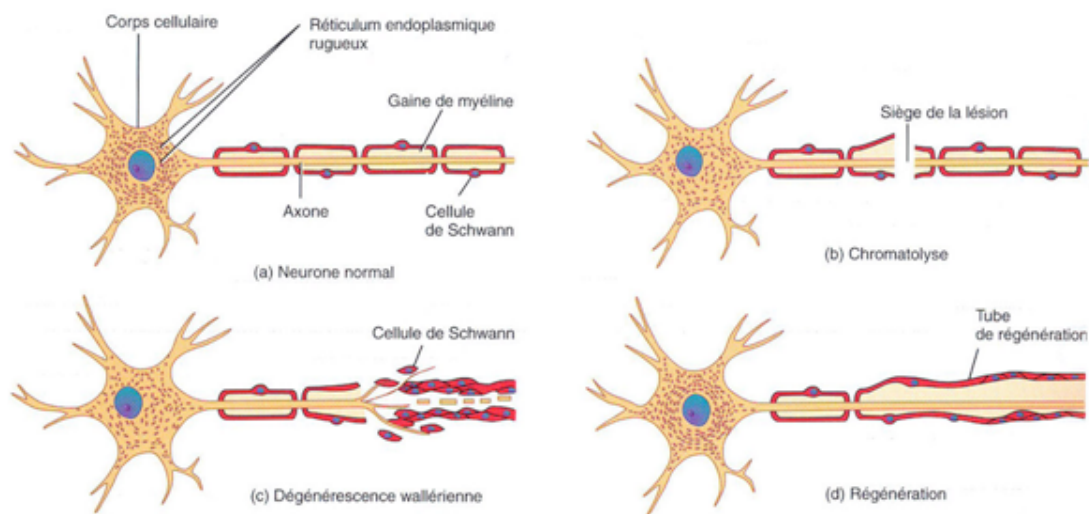 Corps cellulaire
Réticulum endoplasmique
rugueux
Gaine de myéline
Axone
Cellule
de Schwann
(a) Neurone normal
Siège de la lésion
(b) Chromatolyse
Cellule de Schwann
(c) Dégénérescence wallérienne
Tube
de régénération
(d) Régénération